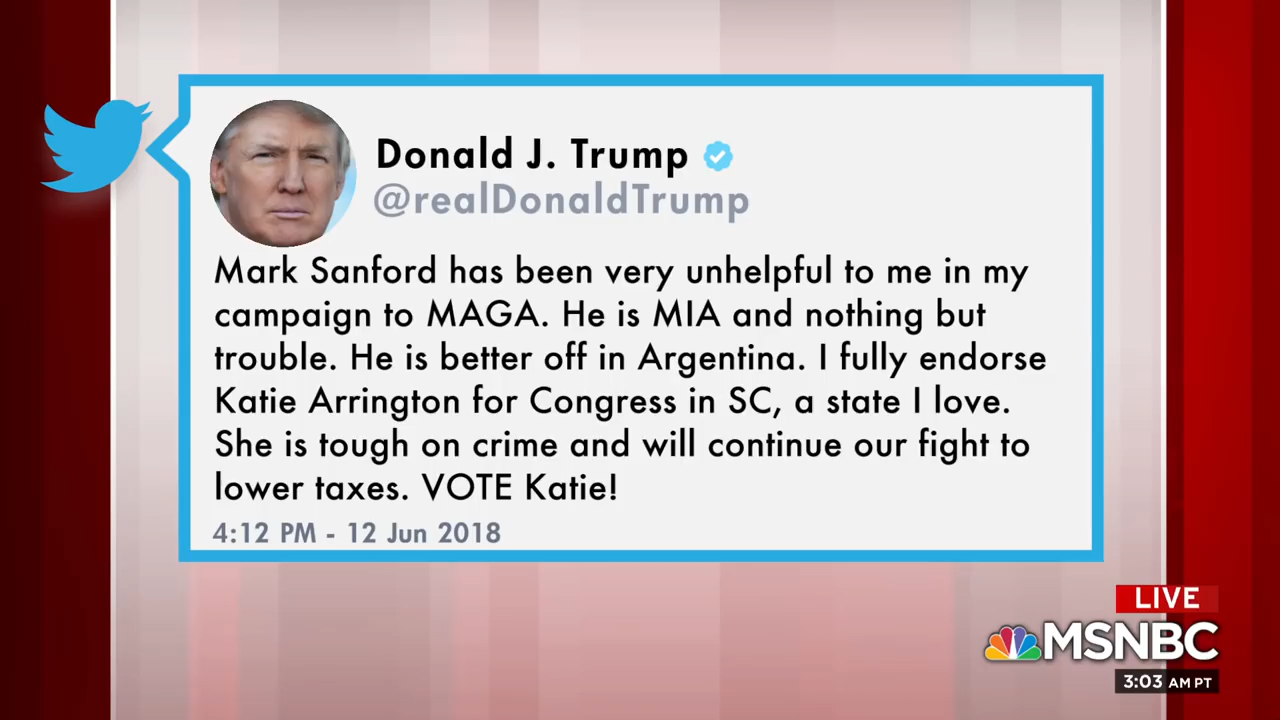 Donald J. Trump
@realDonaldTrump
Mark Sanford has been very unhelpful to me in my
campaign to MAGA. He is MIA and nothing but
trouble. He is better off in Argentina. I fully endorse
Katie Arrington for Congress in SC, a state I love.
She is tough on crime and will continue our fight to
lower taxes. VOTE Katie!
4:12 PM - 12 Jun 2018
LIVE
MSNBC
3:03 AM PT